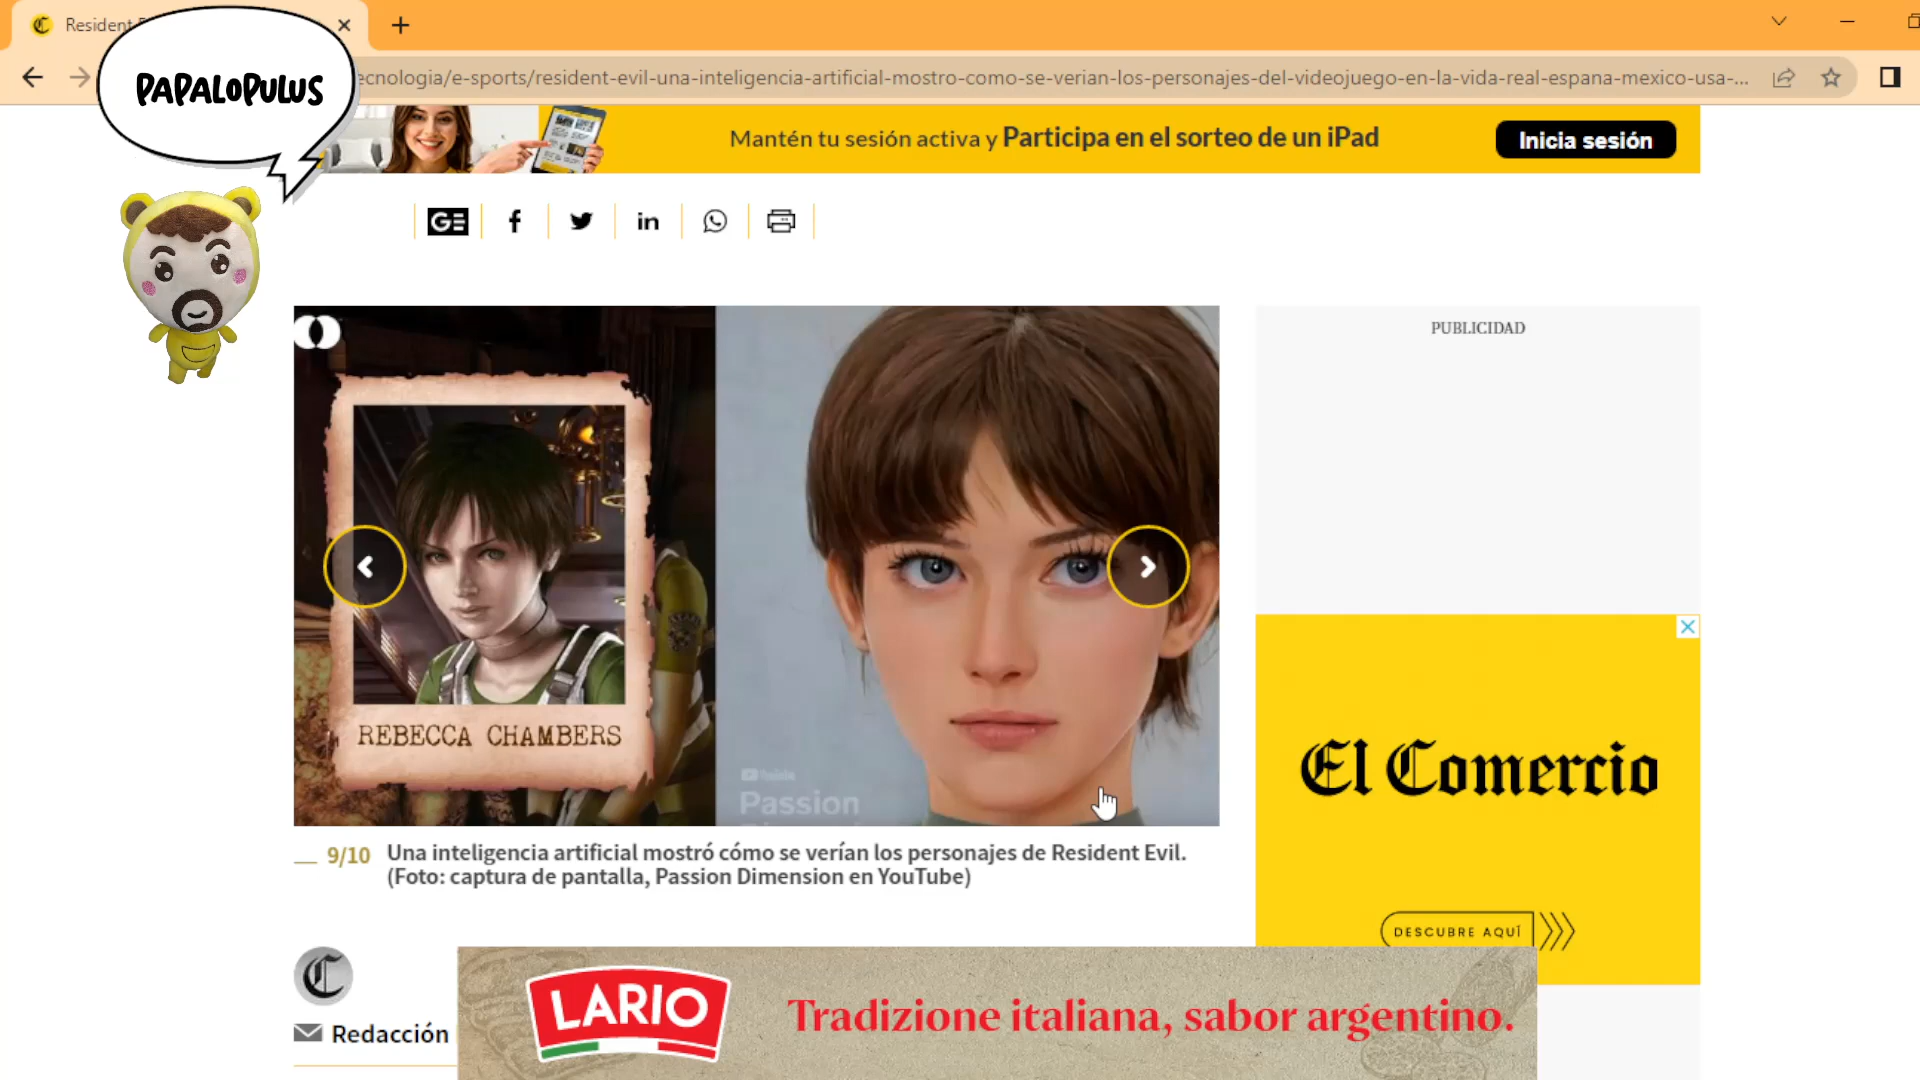 Resident
PAPALOPULUS
ecnologia/e-sports/resident-evil-una-inteligencia-artificial-mostro-como-se-verian-los-personajes-del-videojuego-en-la-vida-real-espana-mexico-usa-...
Mantén tu sesión activa y Participa en el sorteo de un iPad
Inicia sesión
GE
f
in
PUBLICIDAD
REBECCA CHAMBERS
YouTube
Passion
El Comercio
9/10 Una inteligencia artificial mostró cómo se verían los personajes de Resident Evil.
(Foto: captura de pantalla, Passion Dimension en YouTube)
DESCUBRE AQUÍ
C
Redacción
LARIO
Tradizione italiana, sabor argentino.